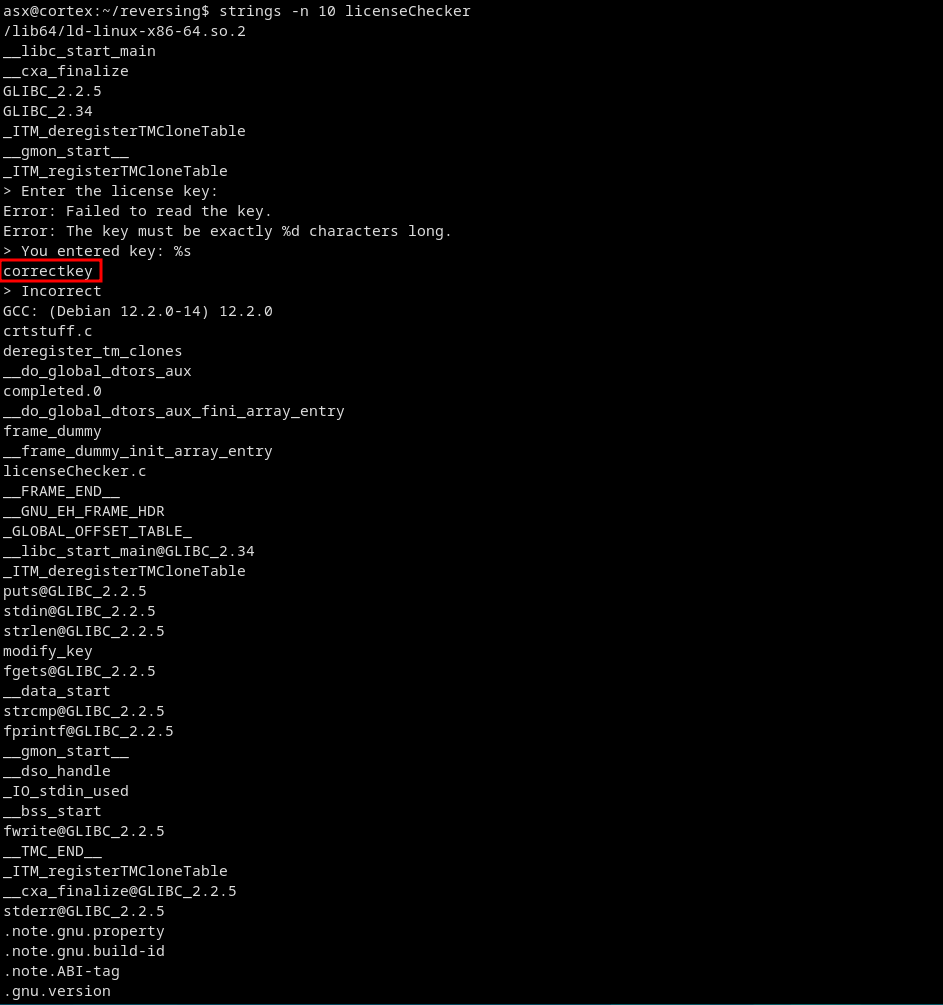 asx@cortex:~/reversing$ strings -n 10 licenseChecker
/lib64/ld-linux-x86-64.so.2
__libc_start_main
__cxa_finalize
GLIBC_2.2.5
GLIBC_2.34
_ITM_deregisterTMCloneTable
__gmon_start__
_ITM_registerTMCloneTable
> Enter the license key:
Error: Failed to read the key.
Error: The key must be exactly %d characters long.
> You entered key: %s
correctkey
> Incorrect
GCC: (Debian 12.2.0-14) 12.2.0
crtstuff.c
deregister_tm_clones
__do_global_dtors_aux
completed.0
__do_global_dtors_aux_fini_array_entry
frame_dummy
__frame_dummy_init_array_entry
licenseChecker.c
__FRAME_END__
__GNU_EH_FRAME_HDR
_GLOBAL_OFFSET_TABLE_
__libc_start_main@GLIBC_2.34
_ITM_deregisterTMCloneTable
puts@GLIBC_2.2.5
stdin@GLIBC_2.2.5
strlen@GLIBC_2.2.5
modify_key
fgets@GLIBC_2.2.5
__data_start
strcmp@GLIBC_2.2.5
fprintf@GLIBC_2.2.5
__gmon_start__
__dso_handle
_IO_stdin_used
__bss_start
fwrite@GLIBC_2.2.5
__TMC_END__
_ITM_registerTMCloneTable
__cxa_finalize@GLIBC_2.2.5
stderr@GLIBC_2.2.5
.note.gnu.property
.note.gnu.build-id
.note.ABI-tag
.gnu.version